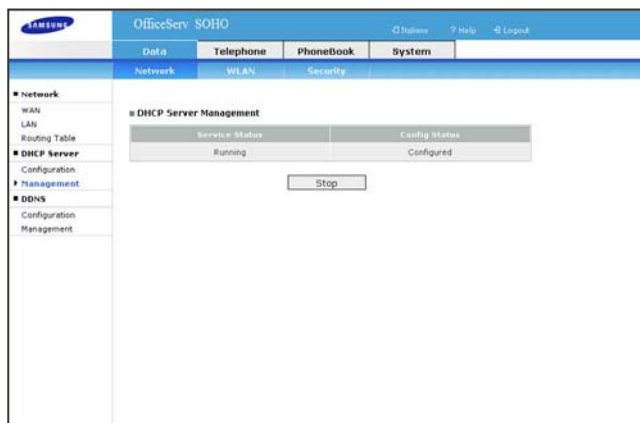 SAMSUNG
OfficeServ SOHO
Italiano ? Help Logout
Data Telephone PhoneBook System
Network WLAN Security
Network
WAN
LAN
Routing Table
DHCP Server
Configuration
Management
DDNS
Configuration
Management
DHCP Server Management
Service Status Config Status
Running Configured
Stop